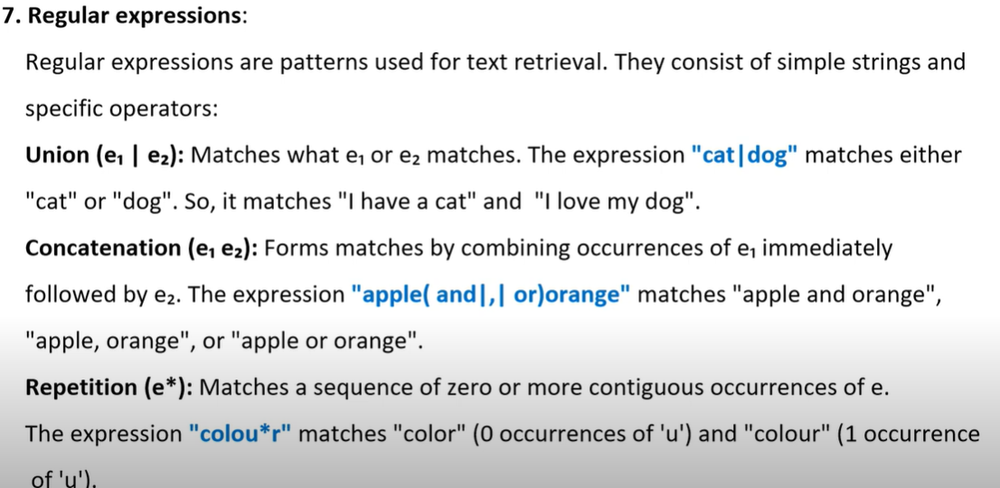 7. Regular expressions:
Regular expressions are patterns used for text retrieval. They consist of simple strings and
specific operators:
Union (e₁ | e₂): Matches what e₁ or e₂ matches. The expression "cat|dog" matches either
"cat" or "dog". So, it matches "I have a cat" and  "I love my dog".
Concatenation (e₁ e₂): Forms matches by combining occurrences of e₁ immediately
followed by e₂. The expression "apple( and|,| or)orange" matches "apple and orange",
"apple, orange", or "apple or orange".
Repetition (e*): Matches a sequence of zero or more contiguous occurrences of e.
The expression "colou*r" matches "color" (0 occurrences of 'u') and "colour" (1 occurrence
of 'u').